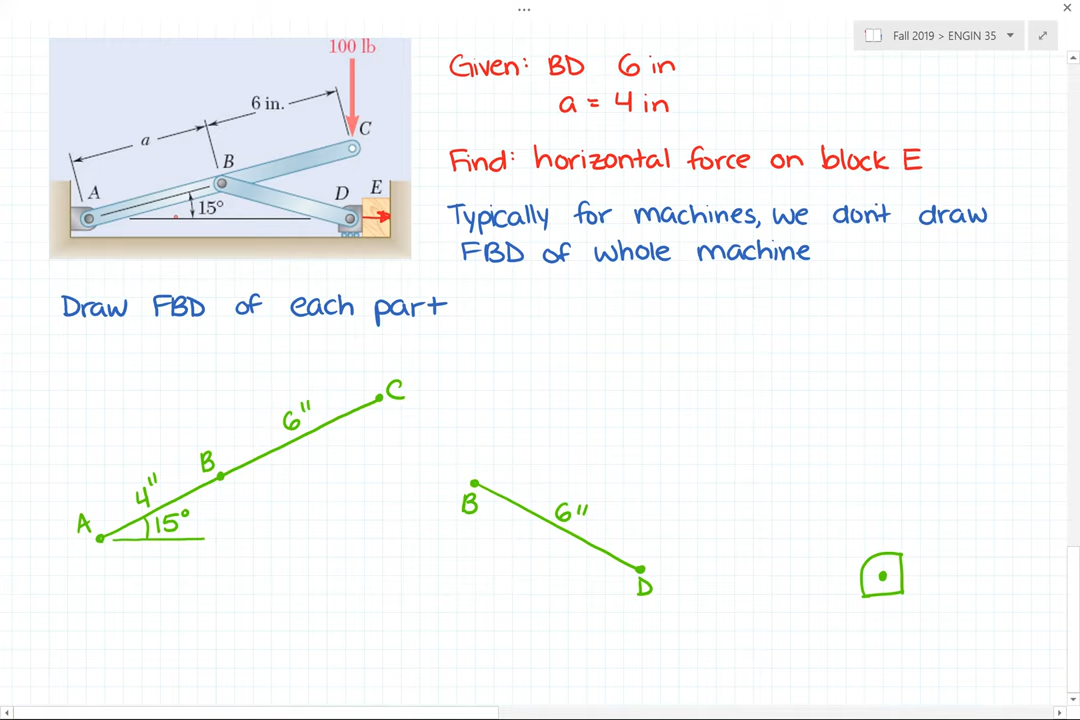 ...
Fall 2019 > ENGIN 35
100 lb
6 in.
C
a
B
A
D
E
15°
Given: BD 6 in
a = 4 in
Find: horizontal force on block E
Typically for machines, we don't draw
FBD of whole machine
Draw FBD of each part
C
6"
B
4"
A
15°
B
6"
D